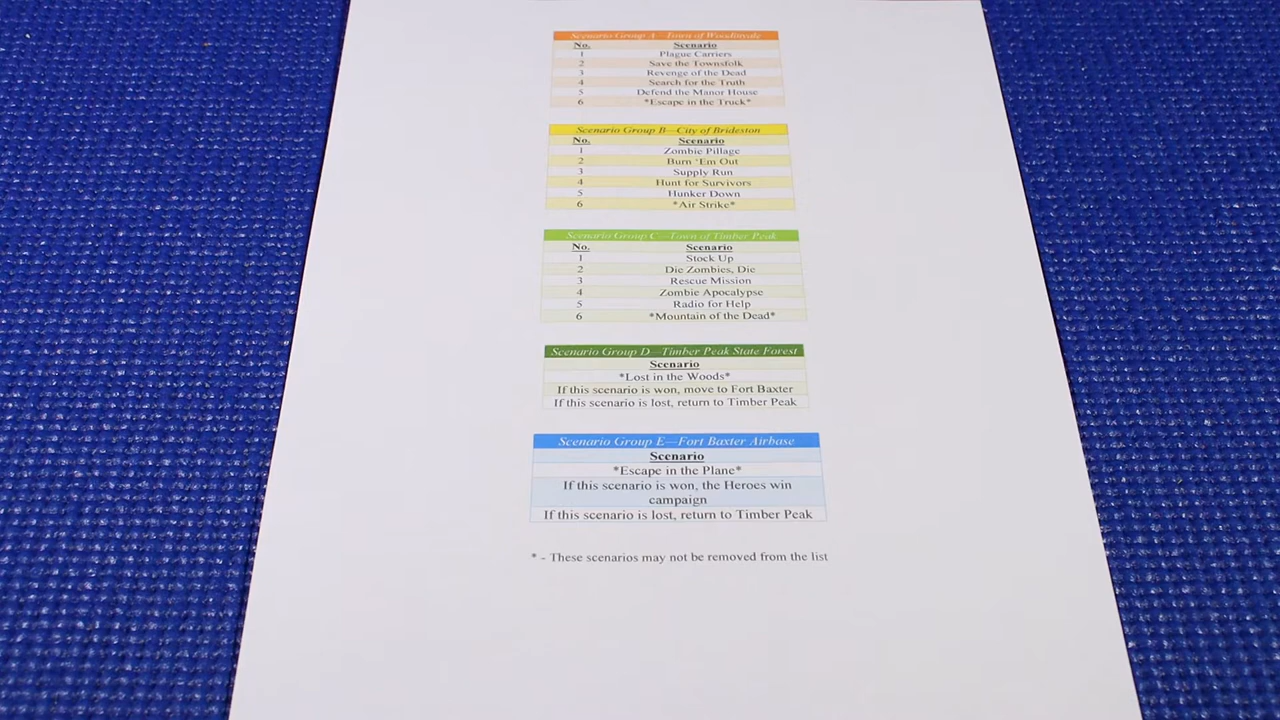 Scenario Group A—Town of Woodinvale
No. Scenario
1 Plague Carriers
2 Save the Townsfolk
3 Revenge of the Dead
4 Search for the Truth
5 Defend the Manor House
6 *Escape in the Truck*
Scenario Group B—City of Brideston
No. Scenario
1 Zombie Pillage
2 Burn 'Em Out
3 Supply Run
4 Hunt for Survivors
5 Hunker Down
6 *Air Strike*
Scenario Group C—Town of Timber Peak
No. Scenario
1 Stock Up
2 Die Zombies, Die
3 Rescue Mission
4 Zombie Apocalypse
5 Radio for Help
6 *Mountain of the Dead*
Scenario Group D—Timber Peak State Forest
Scenario
*Lost in the Woods*
If this scenario is won, move to Fort Baxter
If this scenario is lost, return to Timber Peak
Scenario Group E—Fort Baxter Airbase
Scenario
*Escape in the Plane*
If this scenario is won, the Heroes win
campaign
If this scenario is lost, return to Timber Peak
* - These scenarios may not be removed from the list